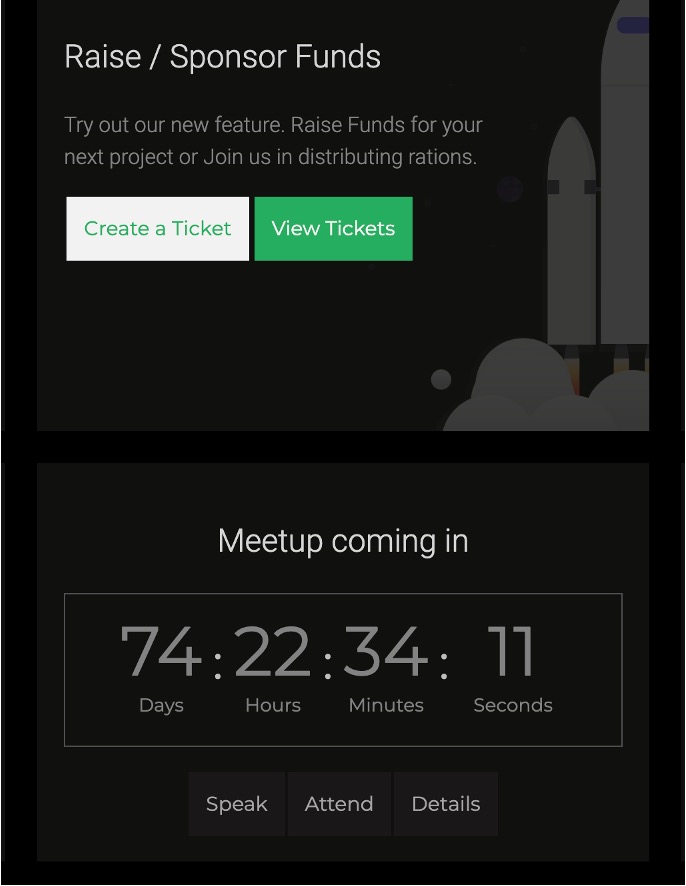 Raise / Sponsor Funds
Try out our new feature. Raise Funds for your
next project or Join us in distributing rations.
Create a Ticket View Tickets
Meetup coming in
74 : 22 : 34 : 11
Days Hours Minutes Seconds
Speak Attend Details